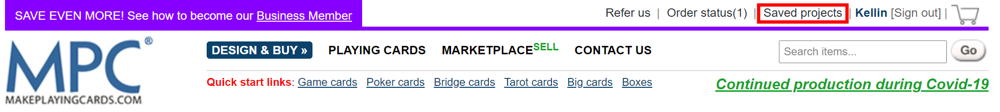 SAVE EVEN MORE! See how to become our Business Member
Refer us | Order status(1) | Saved projects | Kellin [Sign out] |
MPC®
MAKEPLAYINGCARDS.COM
DESIGN & BUY » PLAYING CARDS MARKETPLACE SELL CONTACT US
Search items... Go
Quick start links: Game cards Poker cards Bridge cards Tarot cards Big cards Boxes
Continued production during Covid-19